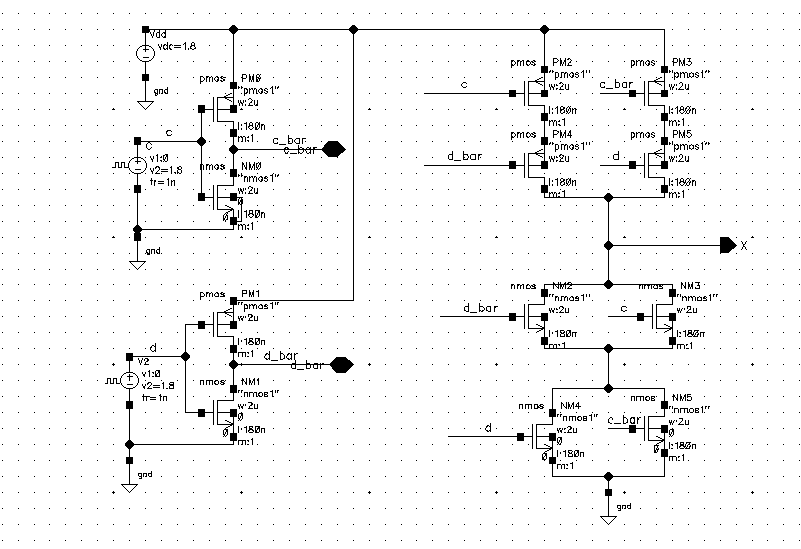 Vdd
vdc=1.8
gnd
pmos
PM0
"pmos1"
w:2u
l:180n
m:1
c
C
v1:0
v2=1.8
tr=1n
gnd
c_bar
c_bar
nmos
NM0
"nmos1"
w:2u
0
l:180n
0
m:1
pmos
PM1
"pmos1"
w:2u
l:180n
m:1
d
V2
v1:0
v2=1.8
tr=1n
gnd
d_bar
d_bar
nmos
NM1
"nmos1"
w:2u
0
l:180n
0
m:1
pmos
PM2
"pmos1"
w:2u
l:180n
m:1
c
pmos
PM3
"pmos1"
w:2u
l:180n
m:1
c_bar
pmos
PM4
"pmos1"
w:2u
l:180n
m:1
d_bar
pmos
PM5
"pmos1"
w:2u
l:180n
m:1
d
X
nmos
NM2
"nmos1"
w:2u
l:180n
m:1
d_bar
nmos
NM3
"nmos1"
w:2u
l:180n
m:1
c
nmos
NM4
"nmos1"
w:2u
0
l:180n
0
m:1
d
nmos
NM5
"nmos1"
w:2u
0
l:180n
0
m:1
c_bar
gnd